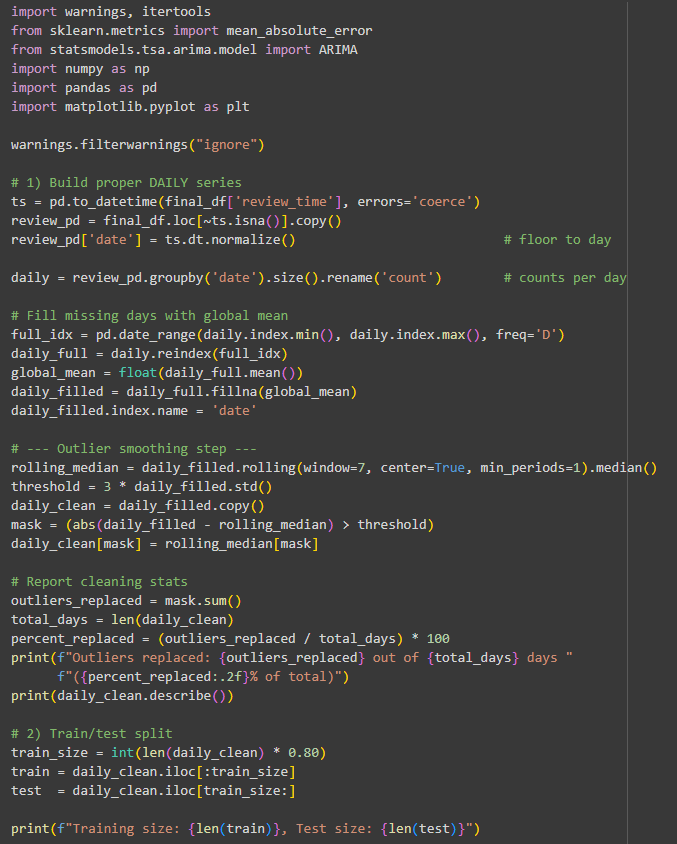 import warnings, itertools
from sklearn.metrics import mean_absolute_error
from statsmodels.tsa.arima.model import ARIMA
import numpy as np
import pandas as pd
import matplotlib.pyplot as plt

warnings.filterwarnings("ignore")

# 1) Build proper DAILY series
ts = pd.to_datetime(final_df['review_time'], errors='coerce')
review_pd = final_df.loc[~ts.isna()].copy()
review_pd['date'] = ts.dt.normalize()                          # floor to day

daily = review_pd.groupby('date').size().rename('count')        # counts per day

# Fill missing days with global mean
full_idx = pd.date_range(daily.index.min(), daily.index.max(), freq='D')
daily_full = daily.reindex(full_idx)
global_mean = float(daily_full.mean())
daily_filled = daily_full.fillna(global_mean)
daily_filled.index.name = 'date'

# --- Outlier smoothing step ---
rolling_median = daily_filled.rolling(window=7, center=True, min_periods=1).median()
threshold = 3 * daily_filled.std()
daily_clean = daily_filled.copy()
mask = (abs(daily_filled - rolling_median) > threshold)
daily_clean[mask] = rolling_median[mask]

# Report cleaning stats
outliers_replaced = mask.sum()
total_days = len(daily_clean)
percent_replaced = (outliers_replaced / total_days) * 100
print(f"Outliers replaced: {outliers_replaced} out of {total_days} days "
      f"({percent_replaced:.2f}% of total)")
print(daily_clean.describe())

# 2) Train/test split
train_size = int(len(daily_clean) * 0.80)
train = daily_clean.iloc[:train_size]
test  = daily_clean.iloc[train_size:]

print(f"Training size: {len(train)}, Test size: {len(test)}")